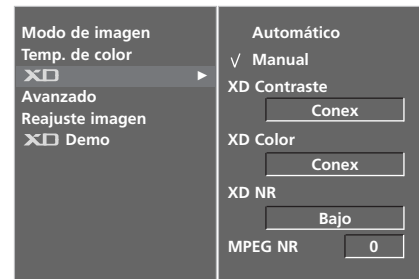 Modo de imagen
Temp. de color
XD
Avanzado
Reajuste imagen
XD Demo
Automático
√ Manual
XD Contraste
Conex
XD Color
Conex
XD NR
Bajo
MPEG NR 0